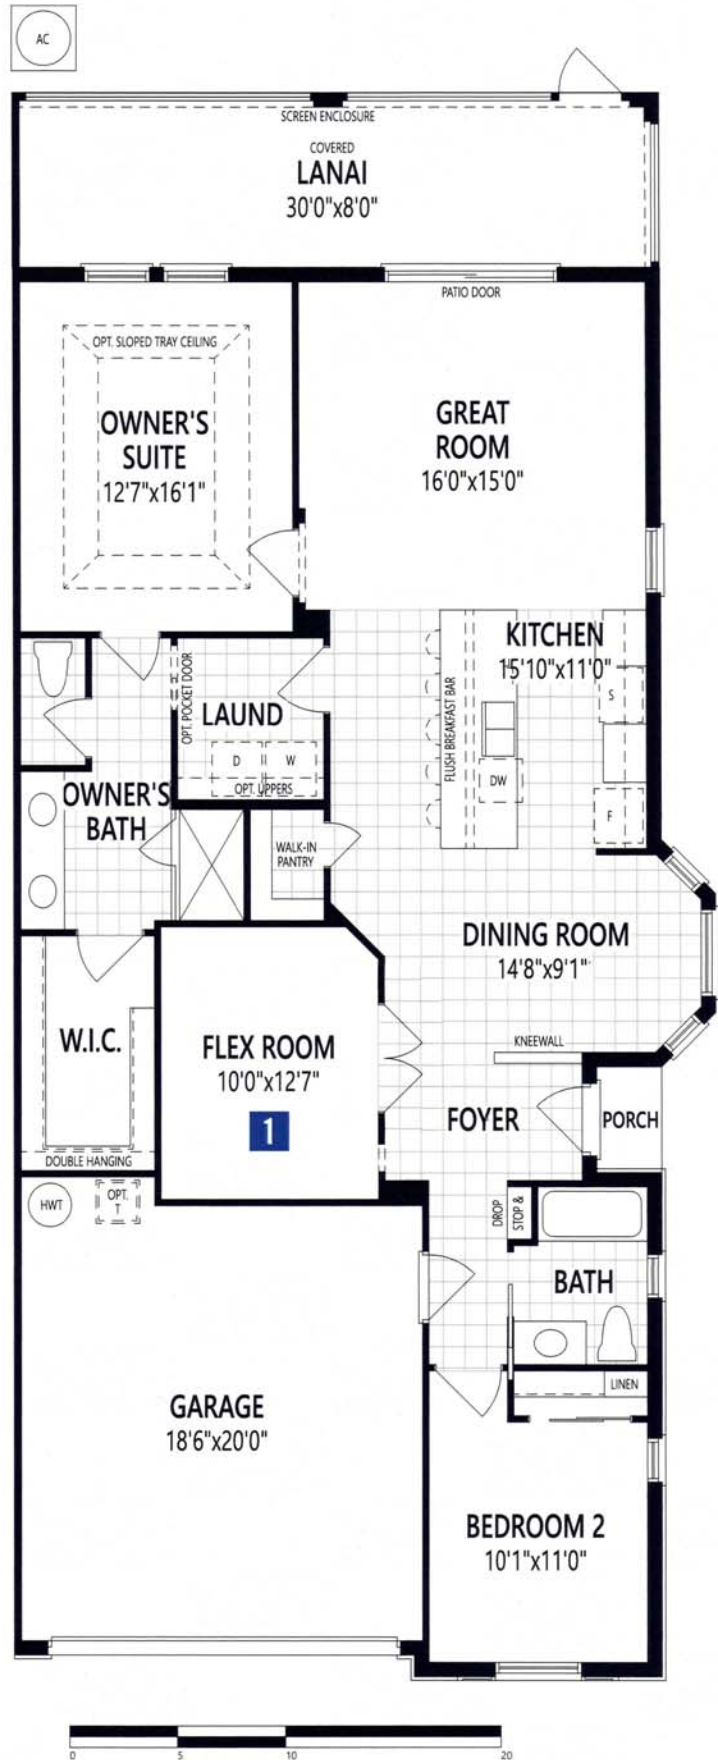 AC
SCREEN ENCLOSURE
COVERED
LANAI
30'0"x8'0"
PATIO DOOR
OPT. SLOPED TRAY CEILING
OWNER'S
SUITE
12'7"x16'1"
GREAT
ROOM
16'0"x15'0"
KITCHEN
15'10"x11'0"
S
OPT. POCKET DOOR
LAUND
FLUSH BREAKFAST BAR
D
W
OPT. UPPERS
DW
F
OWNER'S
BATH
WALK-IN
PANTRY
DINING ROOM
14'8"x9'1"
W.I.C.
FLEX ROOM
10'0"x12'7"
1
KNEEWALL
FOYER
PORCH
DOUBLE HANGING
HWT
OPT.
T
DROP
STOP &
BATH
LINEN
GARAGE
18'6"x20'0"
BEDROOM 2
10'1"x11'0"
0 5 10 20